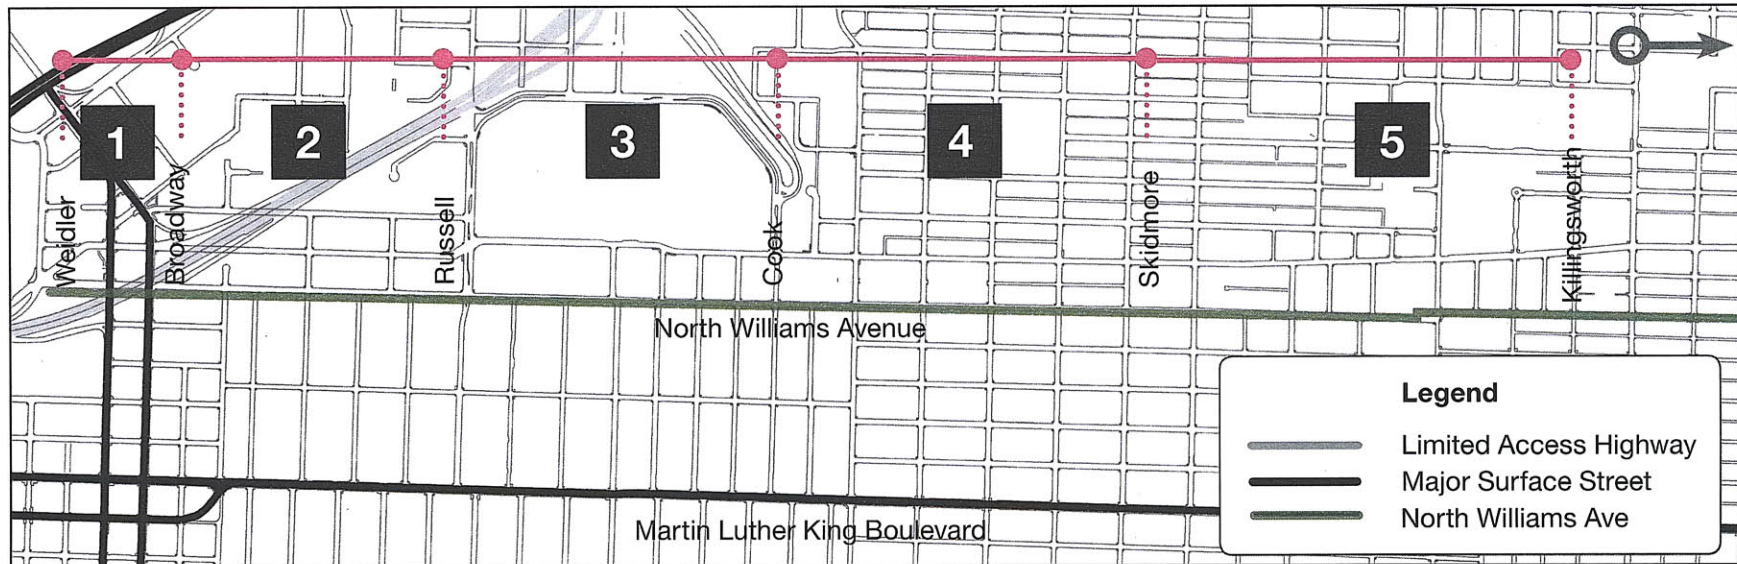 1
2
3
4
5
Weidler
Broadway
Russell
Cook
Skidmore
Killingsworth
North Williams Avenue
Martin Luther King Boulevard
Legend
Limited Access Highway
Major Surface Street
North Williams Ave